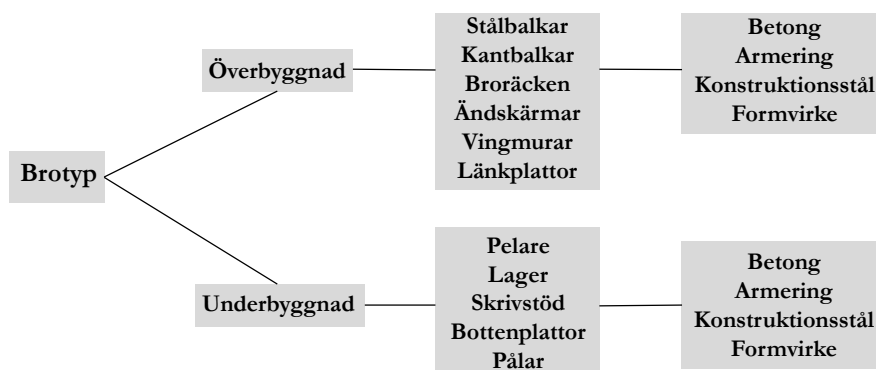 Brotyp
Överbyggnad
Stålbalkar
Kantbalkar
Broräcken
Ändskärmar
Vingmurar
Länkplattor
Betong
Armering
Konstruktionsstål
Formvirke
Underbyggnad
Pelare
Lager
Skrivstöd
Bottenplattor
Pålar
Betong
Armering
Konstruktionsstål
Formvirke